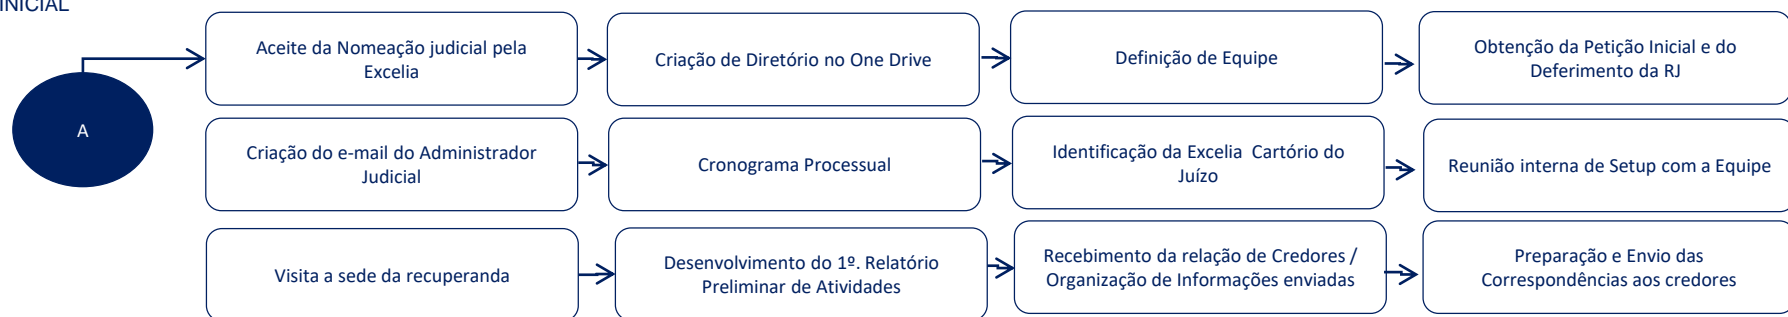 INICIAL
Aceite da Nomeação judicial pela
Excelia
Criação de Diretório no One Drive
Definição de Equipe
Obtenção da Petição Inicial e do
Deferimento da RJ
A
Criação do e-mail do Administrador
Judicial
Cronograma Processual
Identificação da Excelia Cartório do
Juízo
Reunião interna de Setup com a Equipe
Visita a sede da recuperanda
Desenvolvimento do 1º. Relatório
Preliminar de Atividades
Recebimento da relação de Credores /
Organização de Informações enviadas
Preparação e Envio das
Correspondências aos credores